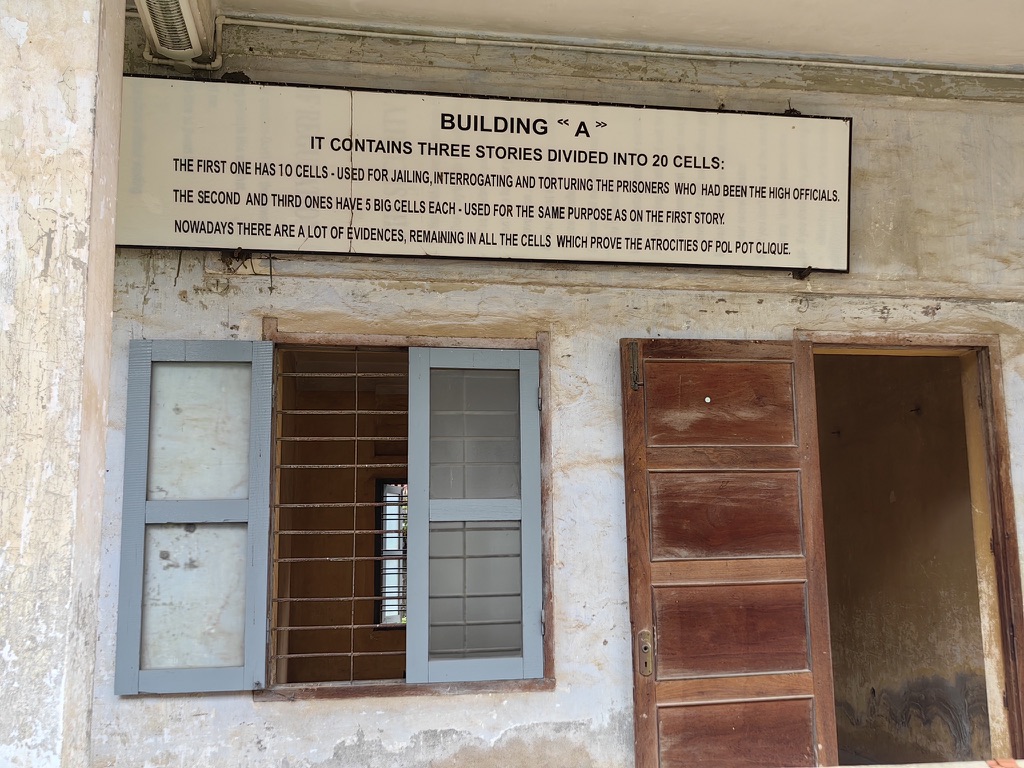 BUILDING “ A ”
IT CONTAINS THREE STORIES DIVIDED INTO 20 CELLS:
THE FIRST ONE HAS 10 CELLS - USED FOR JAILING, INTERROGATING AND TORTURING THE PRISONERS WHO HAD BEEN THE HIGH OFFICIALS.
THE SECOND AND THIRD ONES HAVE 5 BIG CELLS EACH - USED FOR THE SAME PURPOSE AS ON THE FIRST STORY.
NOWADAYS THERE ARE A LOT OF EVIDENCES, REMAINING IN ALL THE CELLS WHICH PROVE THE ATROCITIES OF POL POT CLIQUE.